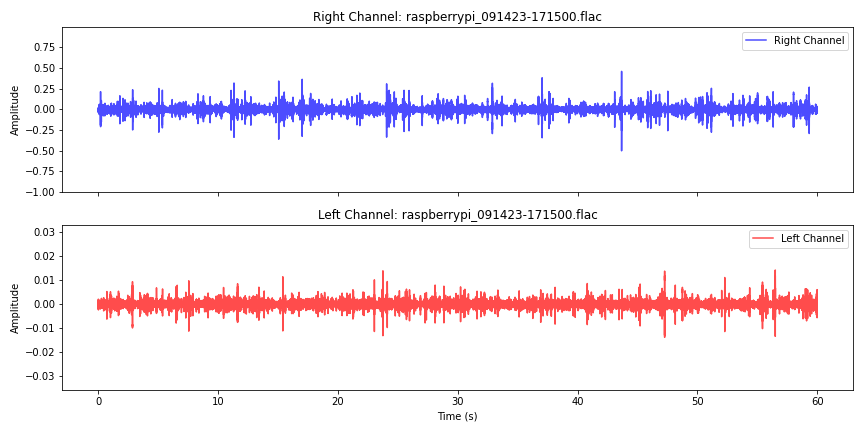 Right Channel: raspberrypi_091423-171500.flac
Right Channel
Amplitude
0.75
0.50
0.25
0.00
−0.25
−0.50
−0.75
−1.00
Left Channel: raspberrypi_091423-171500.flac
Left Channel
Amplitude
0.03
0.02
0.01
0.00
−0.01
−0.02
−0.03
0 10 20 30 40 50 60
Time (s)